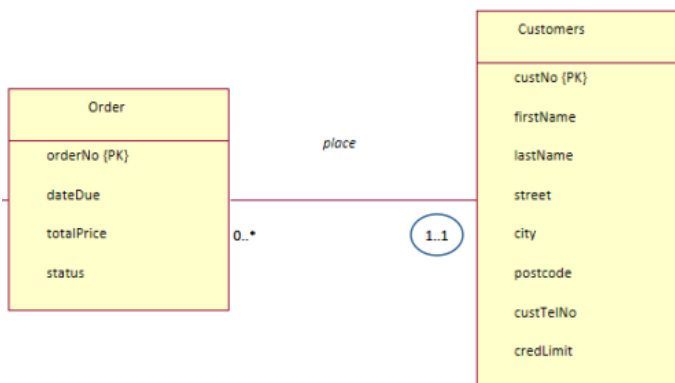 Order
orderNo {PK}
dateDue
totalPrice
status
place
0..*
1..1
Customers
custNo {PK}
firstName
lastName
street
city
postcode
custTelNo
credLimit